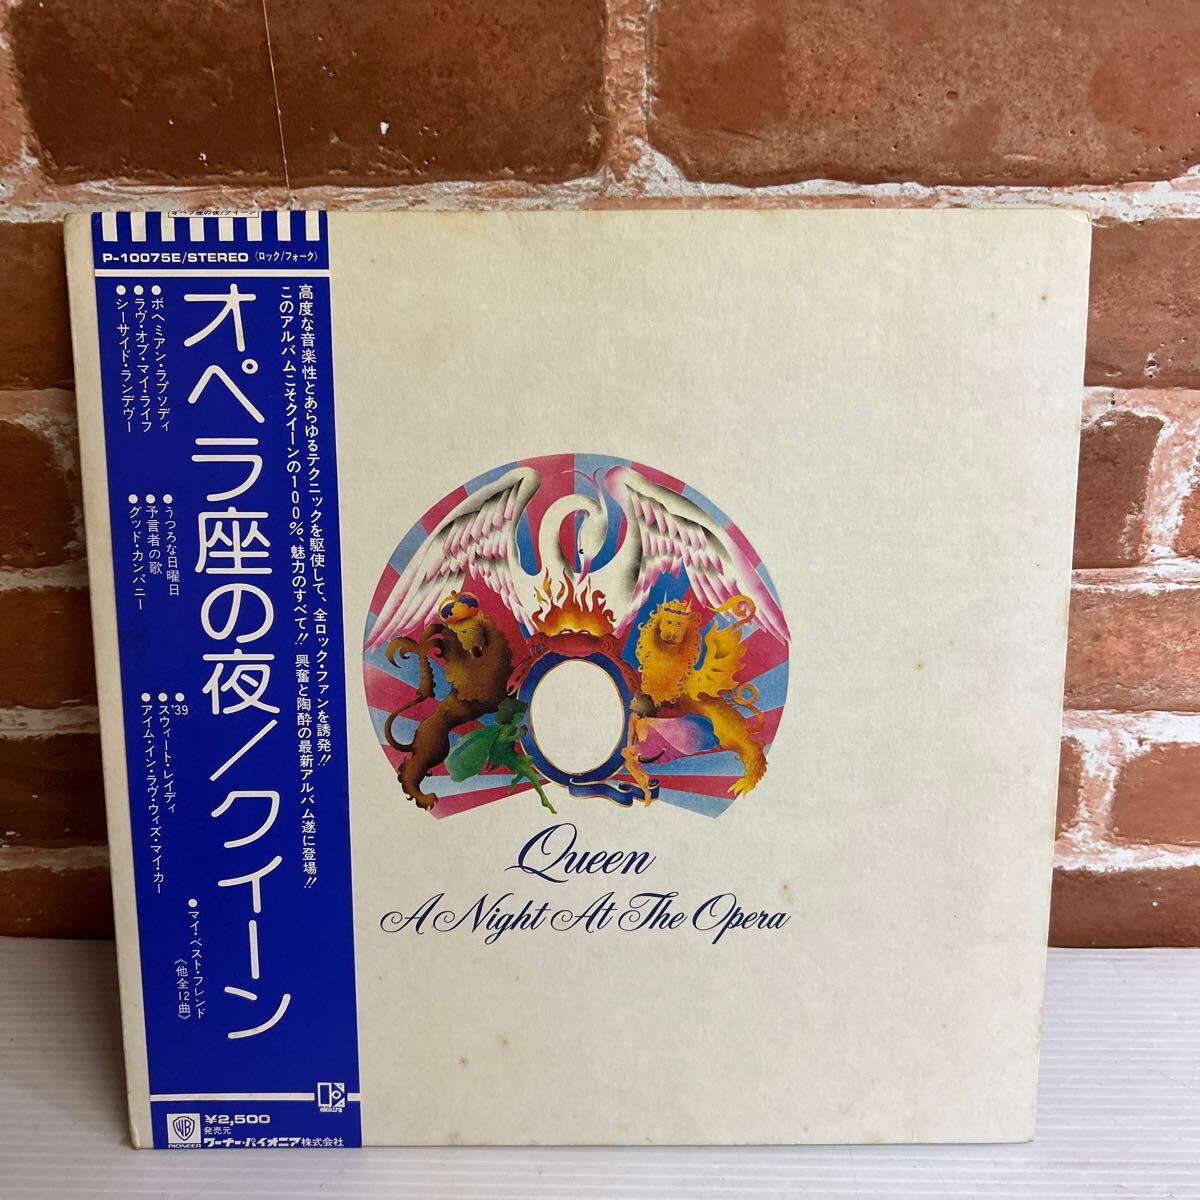 オペラ座の夜/クイーン
P-10075E/STEREO 〈ロック/フォーク〉
高度な音楽性とあらゆるテクニックを駆使して、全ロック・ファンを誘発!!
このアルバムこそクイーンの100%、魅力のすべて!! 興奮と陶酔の最新アルバム遂に登場!!
オペラ座の夜/クイーン
●ボヘミアン・ラプソディ
●ラヴ・オブ・マイ・ライフ
●シーサイド・ランデヴー
●うつろな日曜日
●予言者の歌
●グッド・カンパニー
●'39
●スウィート・レイディ
●アイム・イン・ラヴ・ウィズ・マイ・カー
●マイ・ベスト・フレンド
《他全12曲》
Queen
A Night At The Opera
elektra
WB
PIONEER
¥2,500
発売元
ワーナー・パイオニア株式会社